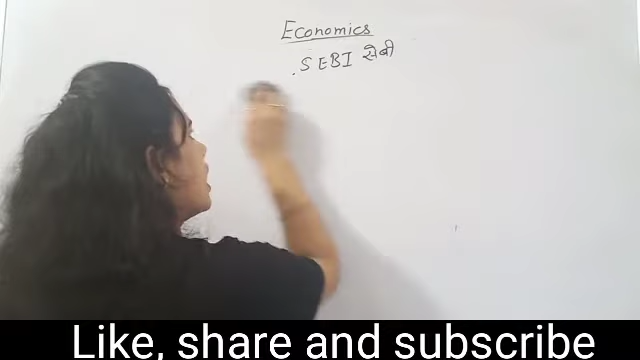 Economics
. SEBI सेबी
Like, share and subscribe